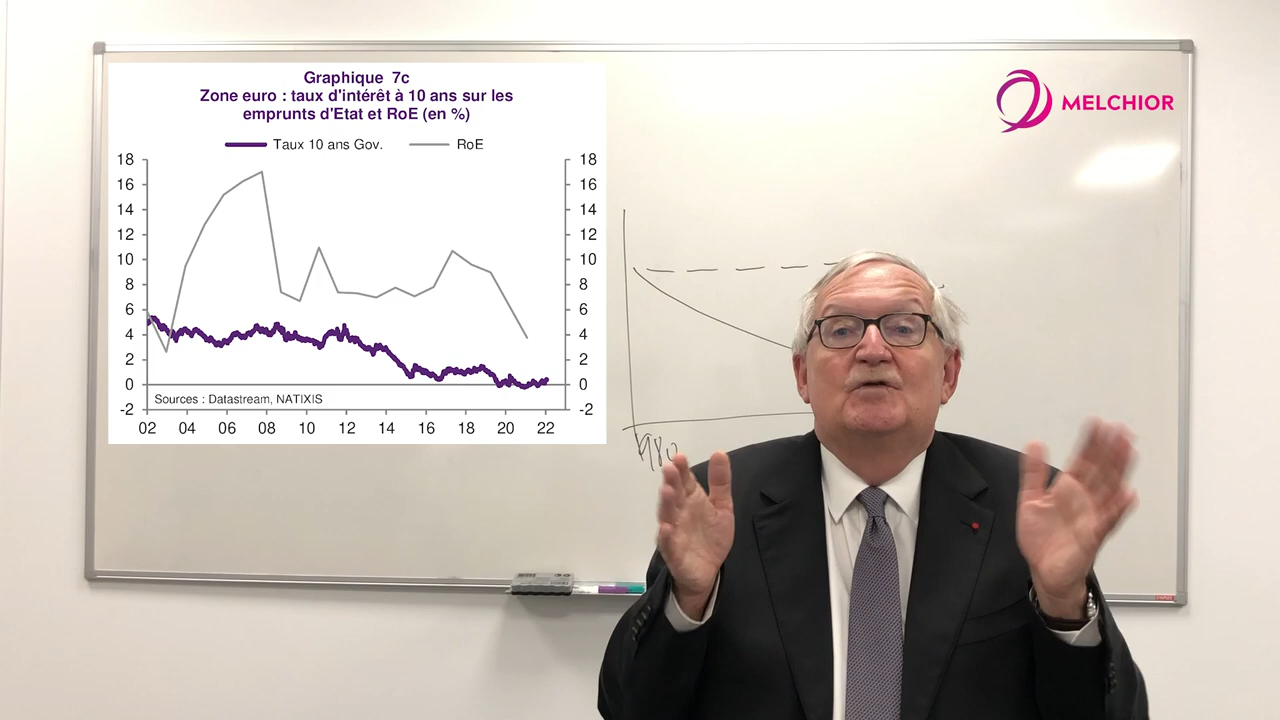 Graphique 7c
Zone euro : taux d'intérêt à 10 ans sur les
emprunts d'Etat et RoE (en %)
Taux 10 ans Gov. RoE
18 18
16 16
14 14
12 12
10 10
8 8
6 6
4 4
2 2
0 0
Sources : Datastream, NATIXIS
-2 -2
02 04 06 08 10 12 14 16 18 20 22
MELCHIOR
1980